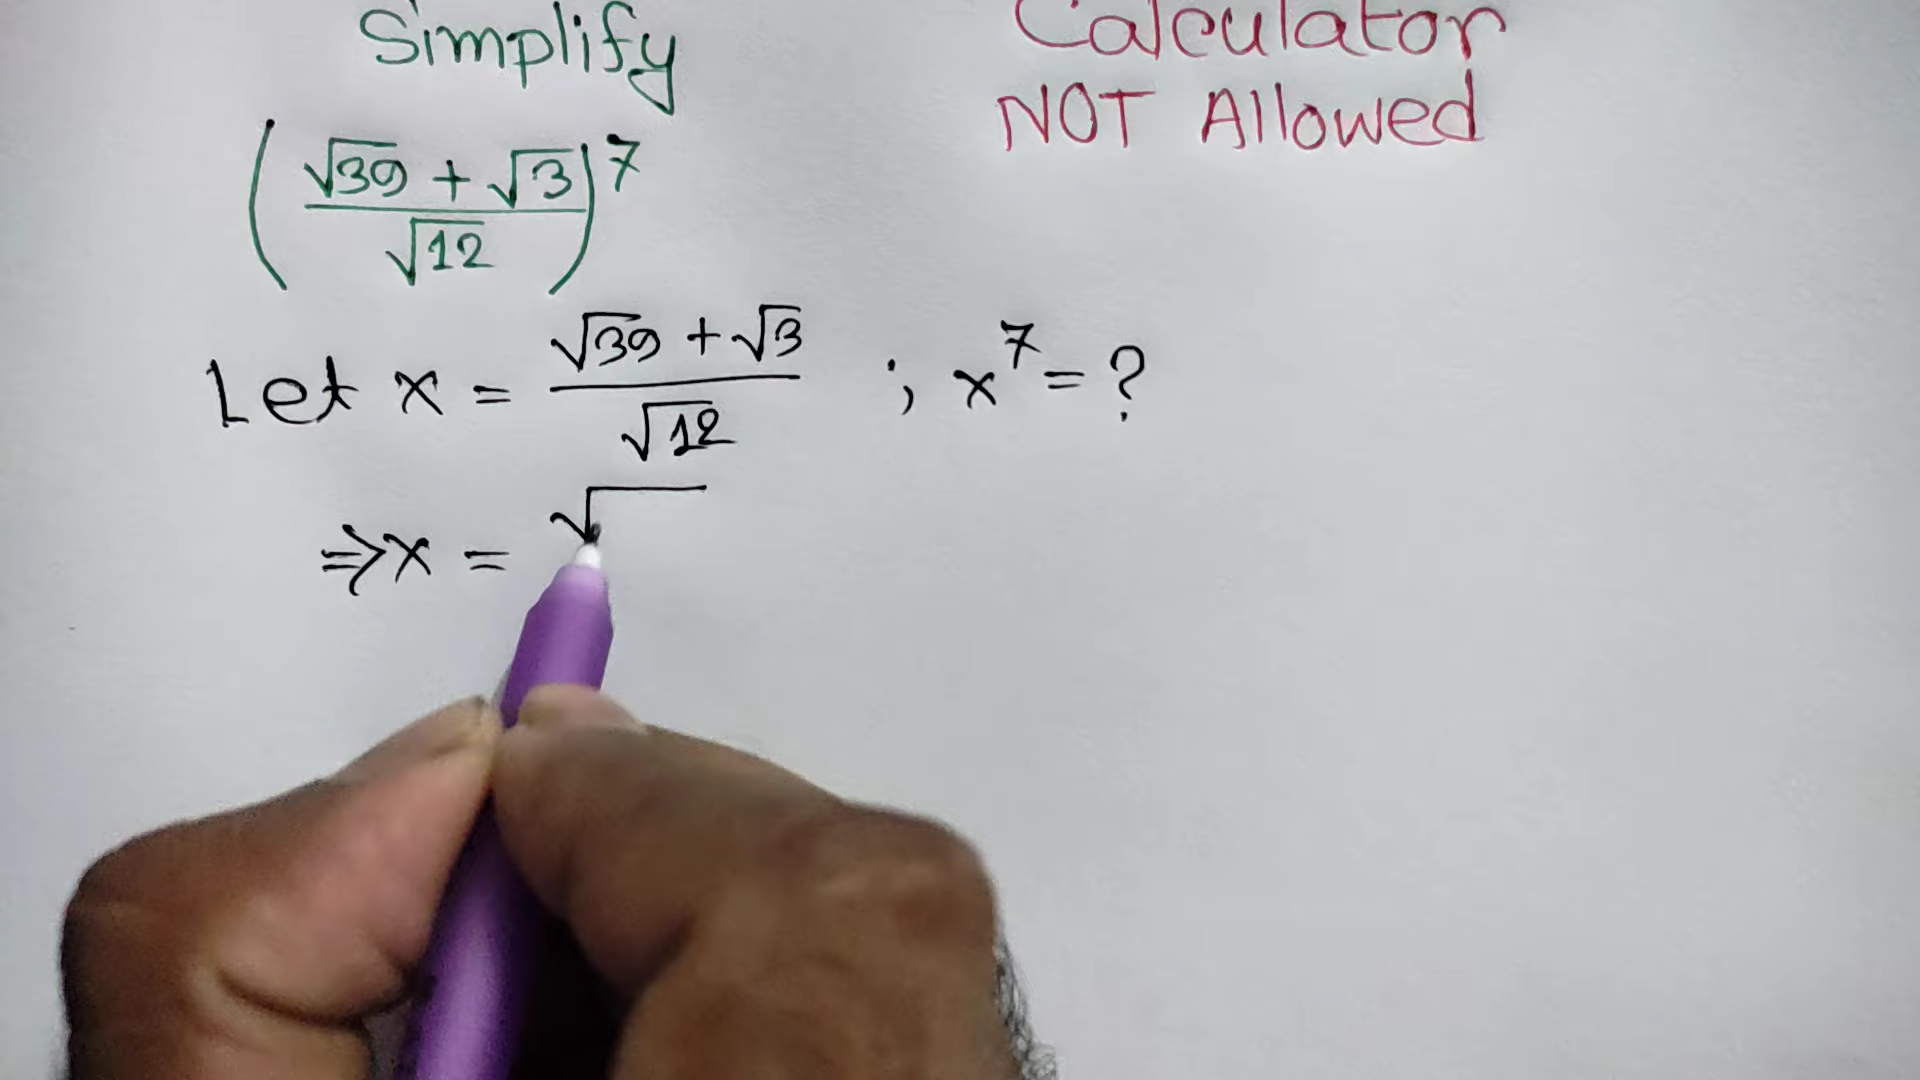 Simplify
Calculator
NOT Allowed
(√39 + √3 / √12)^7
Let x = √39 + √3 / √12 ; x^7 = ?
⇒ x = √